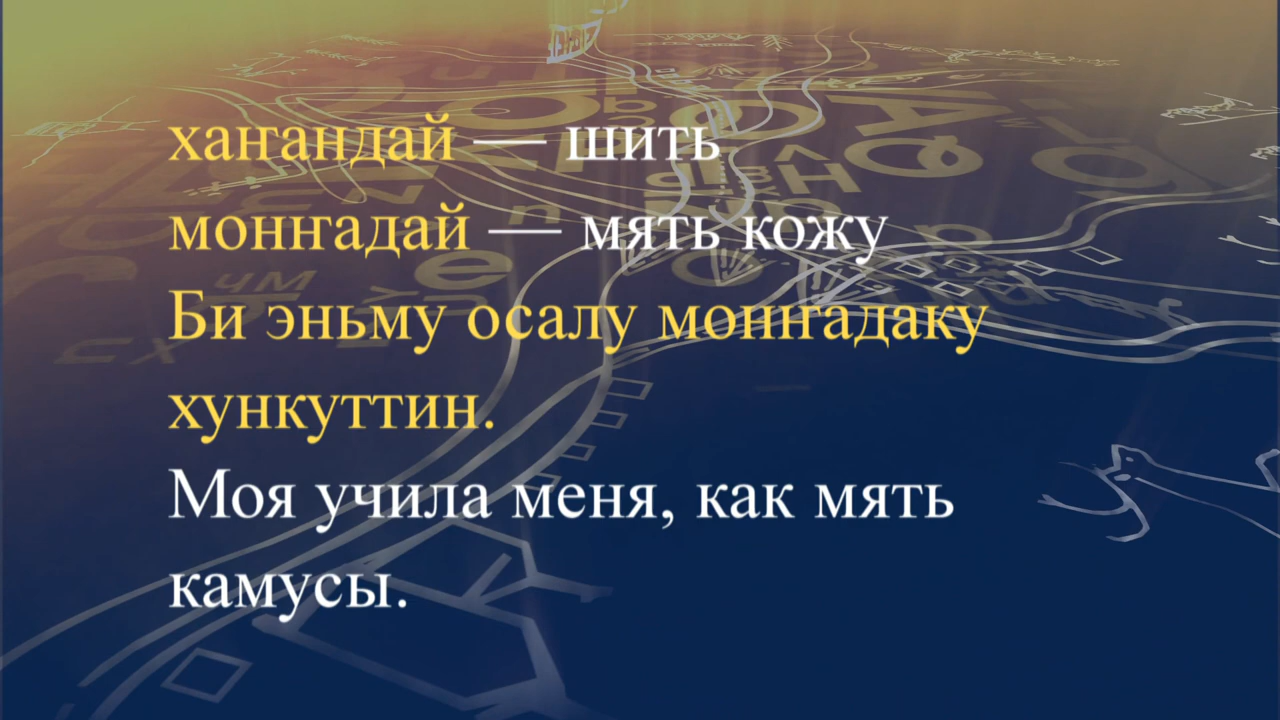 хаӈандай — шить
монӈадай — мять кожу
Би эньму осалу монӈадаку
хункуттин.
Моя учила меня, как мять
камусы.